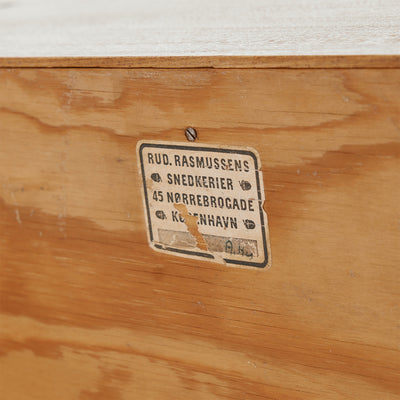 RUD. RASMUSSENS
SNEDKERIER
45 NØRREBROGADE
KØBENHAVN